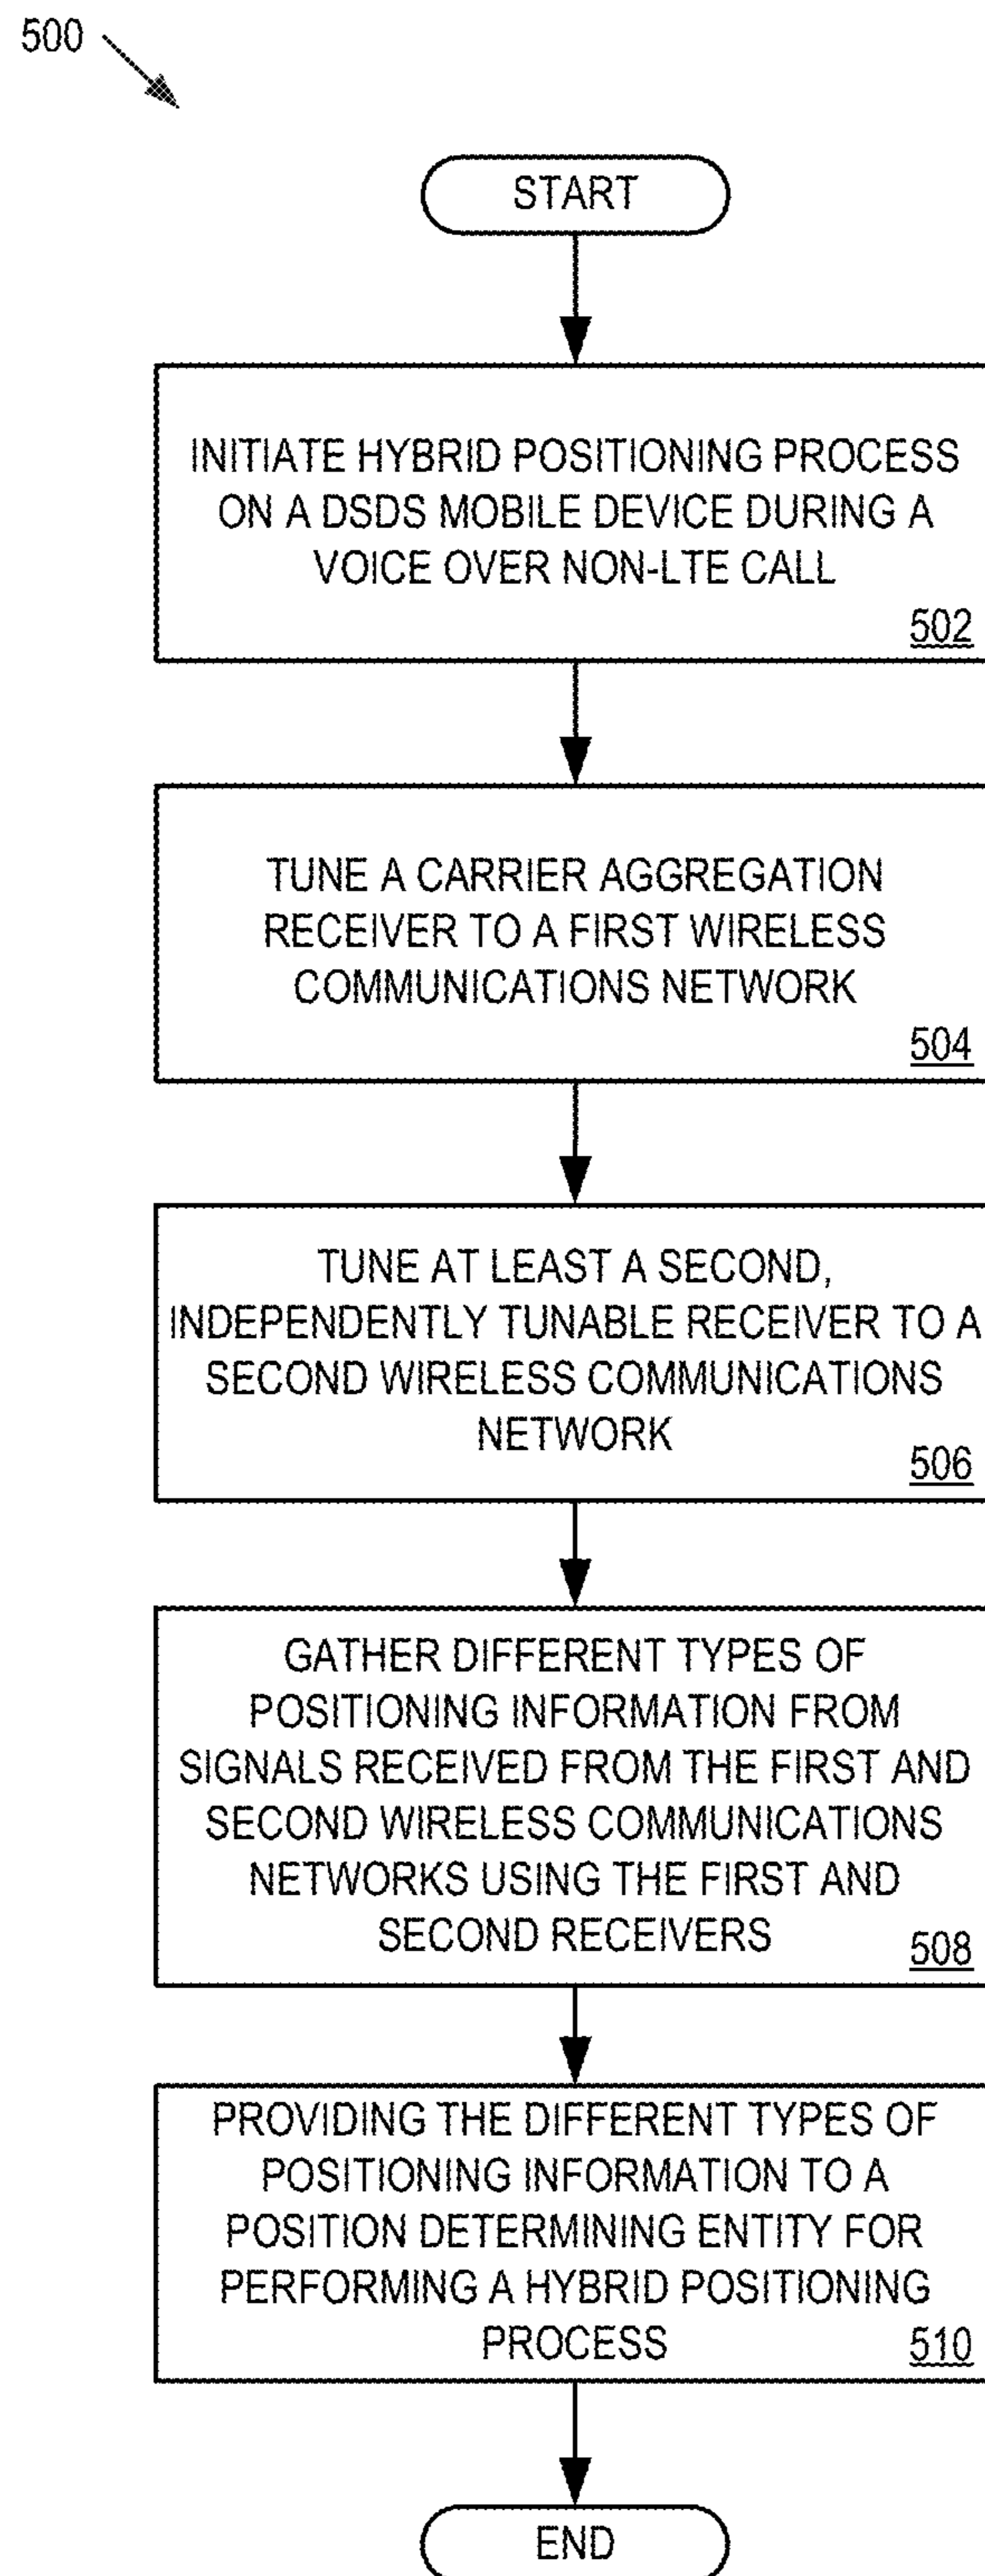 500
START
INITIATE HYBRID POSITIONING PROCESS
ON A DSDS MOBILE DEVICE DURING A
VOICE OVER NON-LTE CALL
502
TUNE A CARRIER AGGREGATION
RECEIVER TO A FIRST WIRELESS
COMMUNICATIONS NETWORK
504
TUNE AT LEAST A SECOND,
INDEPENDENTLY TUNABLE RECEIVER TO A
SECOND WIRELESS COMMUNICATIONS
NETWORK
506
GATHER DIFFERENT TYPES OF
POSITIONING INFORMATION FROM
SIGNALS RECEIVED FROM THE FIRST AND
SECOND WIRELESS COMMUNICATIONS
NETWORKS USING THE FIRST AND
SECOND RECEIVERS
508
PROVIDING THE DIFFERENT TYPES OF
POSITIONING INFORMATION TO A
POSITION DETERMINING ENTITY FOR
PERFORMING A HYBRID POSITIONING
PROCESS
510
END